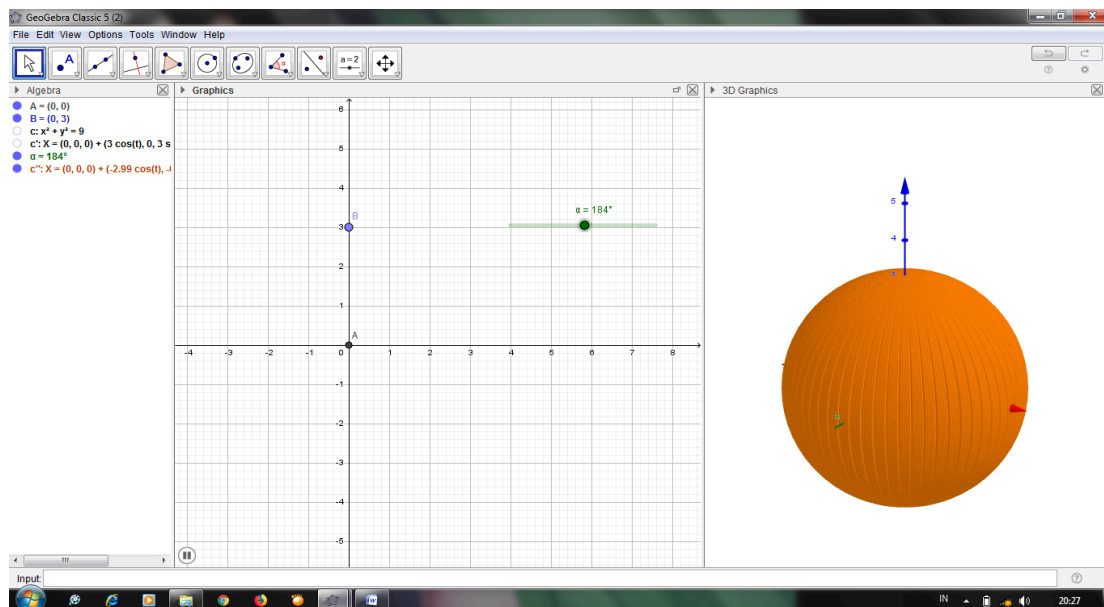 GeoGebra Classic 5 (2)
File Edit View Options Tools Window Help
A
α
a=2
Algebra
Graphics
3D Graphics
A = (0, 0)
B = (0, 3)
c: x² + y² = 9
c': X = (0, 0, 0) + (3 cos(t), 0, 3 s
α = 184°
c'': X = (0, 0, 0) + (-2.99 cos(t), -
6
5
4
3
2
1
0
-1
-2
-3
-4
-5
-4 -3 -2 -1 0 1 2 3 4 5 6 7 8
B
A
α = 184°
5
4
3
Input:
IN
20:27